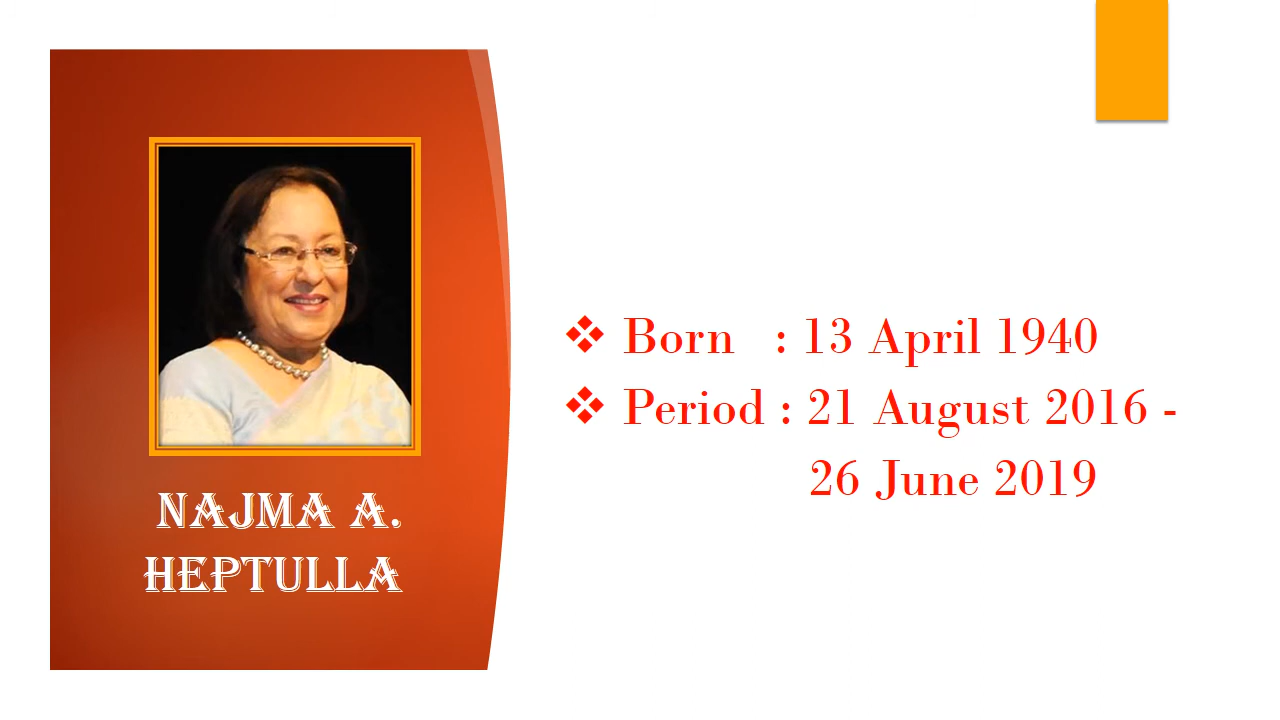 NAJMA A.
HEPTULLA
❖ Born : 13 April 1940
❖ Period : 21 August 2016 -
26 June 2019